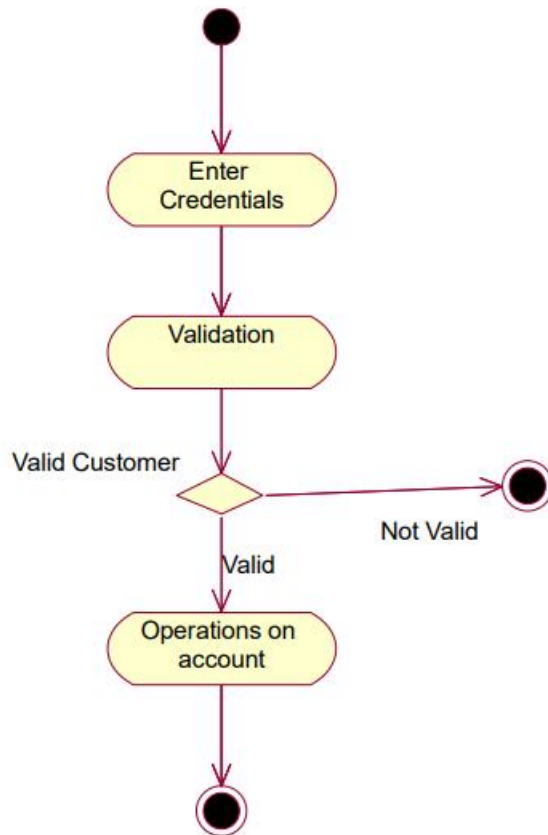 Enter
Credentials
Validation
Valid Customer
Not Valid
Valid
Operations on
account